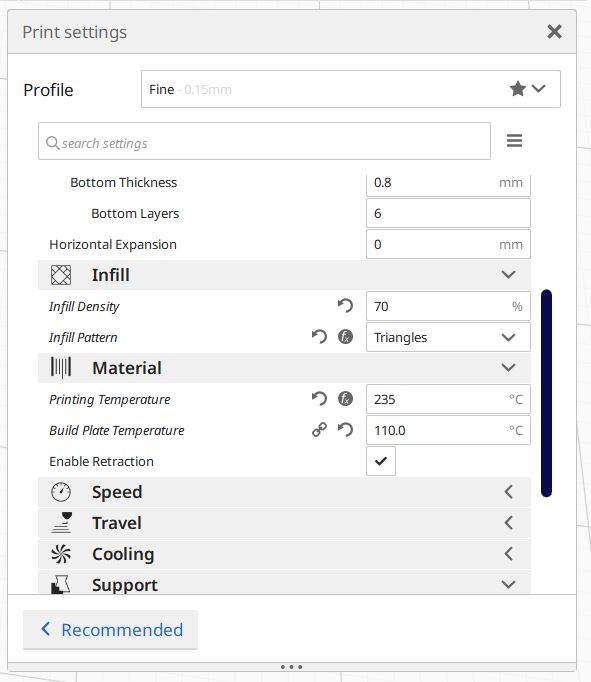 Print settings
Profile
Fine - 0.15mm
search settings
Bottom Thickness 0.8 mm
Bottom Layers 6
Horizontal Expansion 0 mm
Infill
Infill Density 70 %
Infill Pattern fx Triangles
Material
Printing Temperature fx 235 °C
Build Plate Temperature 110.0 °C
Enable Retraction
Speed
Travel
Cooling
Support
Recommended